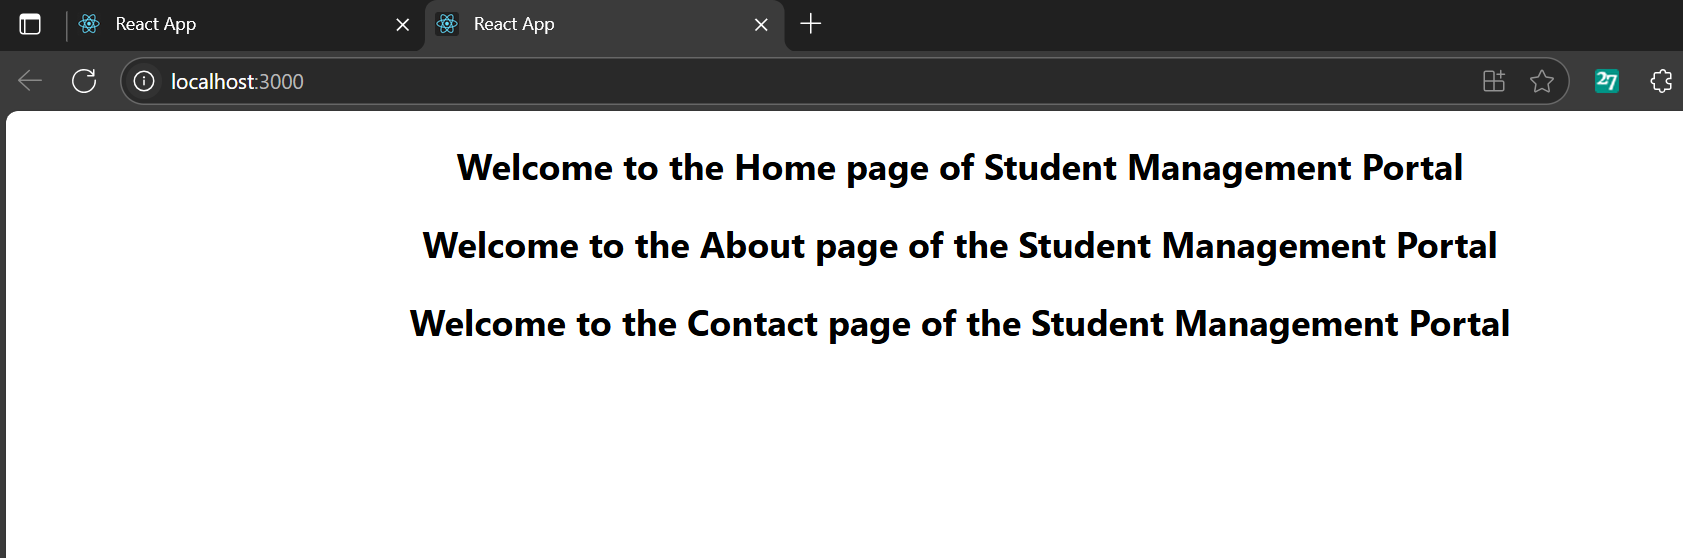 React App
React App
localhost:3000
27
Welcome to the Home page of Student Management Portal
Welcome to the About page of the Student Management Portal
Welcome to the Contact page of the Student Management Portal